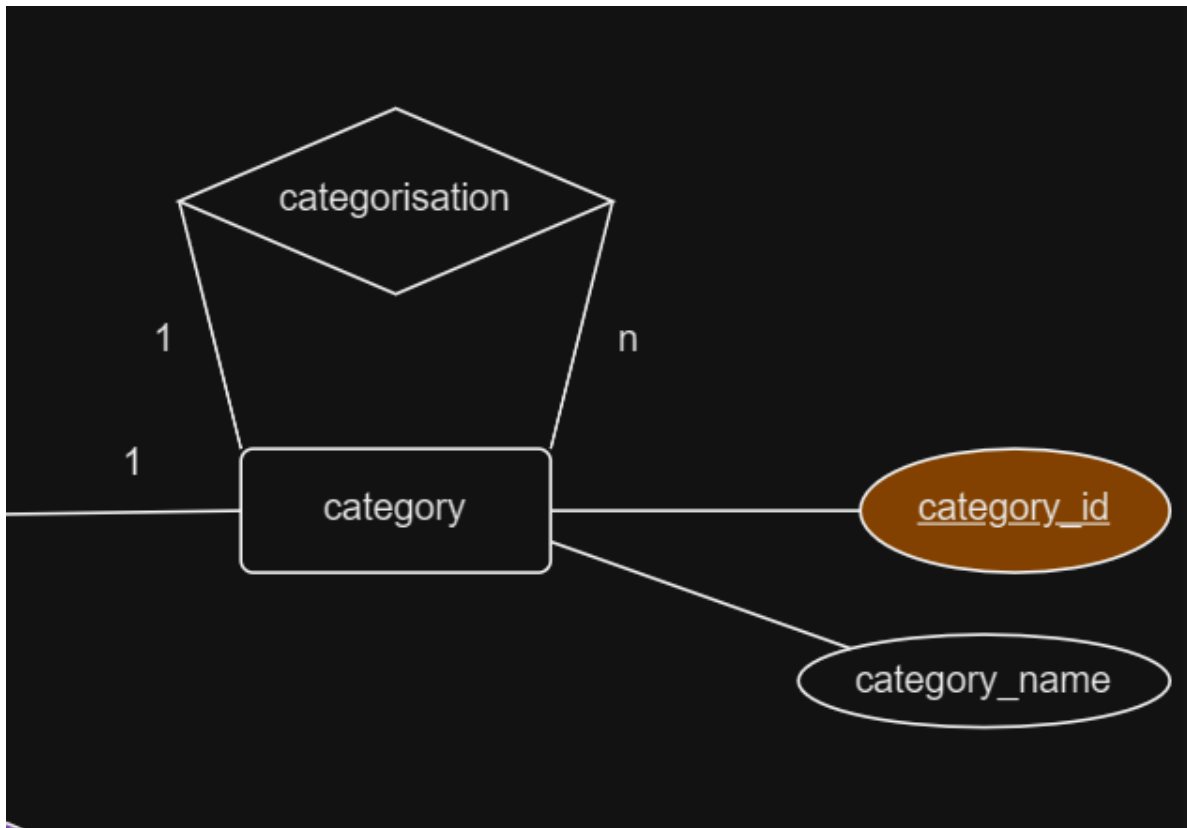 categorisation
1
n
1
category
category_id
category_name